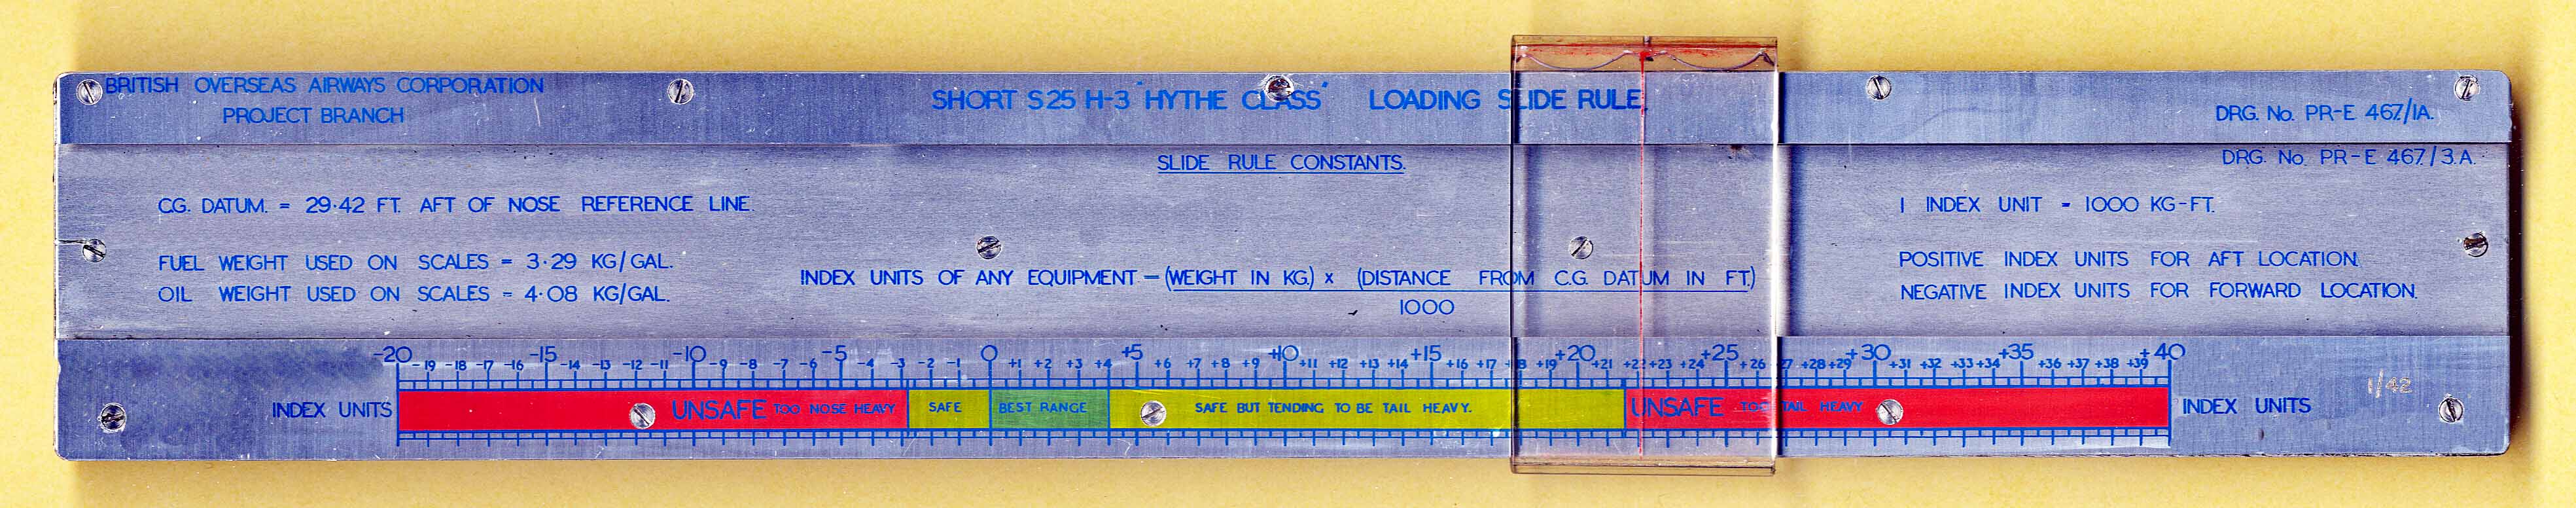 BRITISH OVERSEAS AIRWAYS CORPORATION
PROJECT BRANCH
SHORT S25 H-3 "HYTHE CLASS" LOADING SLIDE RULE.
DRG. No. PR-E 467/1A.
SLIDE RULE CONSTANTS.
DRG. No. PR-E 467/3.A.
C.G. DATUM. = 29·42 FT. AFT OF NOSE REFERENCE LINE.
1 INDEX UNIT = 1000 KG-FT.
FUEL WEIGHT USED ON SCALES = 3·29 KG/GAL.
OIL WEIGHT USED ON SCALES = 4·08 KG/GAL.
INDEX UNITS OF ANY EQUIPMENT = (WEIGHT IN KG.) x (DISTANCE FROM C.G. DATUM IN FT.)
1000
POSITIVE INDEX UNITS FOR AFT LOCATION.
NEGATIVE INDEX UNITS FOR FORWARD LOCATION.
-20 -19 -18 -17 -16 -15 -14 -13 -12 -11 -10 -9 -8 -7 -6 -5 -4 -3 -2 -1 0 +1 +2 +3 +4 +5 +6 +7 +8 +9 +10 +11 +12 +13 +14 +15 +16 +17 +18 +19 +20 +21 +22 +23 +24 +25 +26 +27 +28 +29 +30 +31 +32 +33 +34 +35 +36 +37 +38 +39 +40
INDEX UNITS UNSAFE TOO NOSE HEAVY SAFE BEST RANGE SAFE BUT TENDING TO BE TAIL HEAVY. UNSAFE TOO TAIL HEAVY INDEX UNITS
1/42